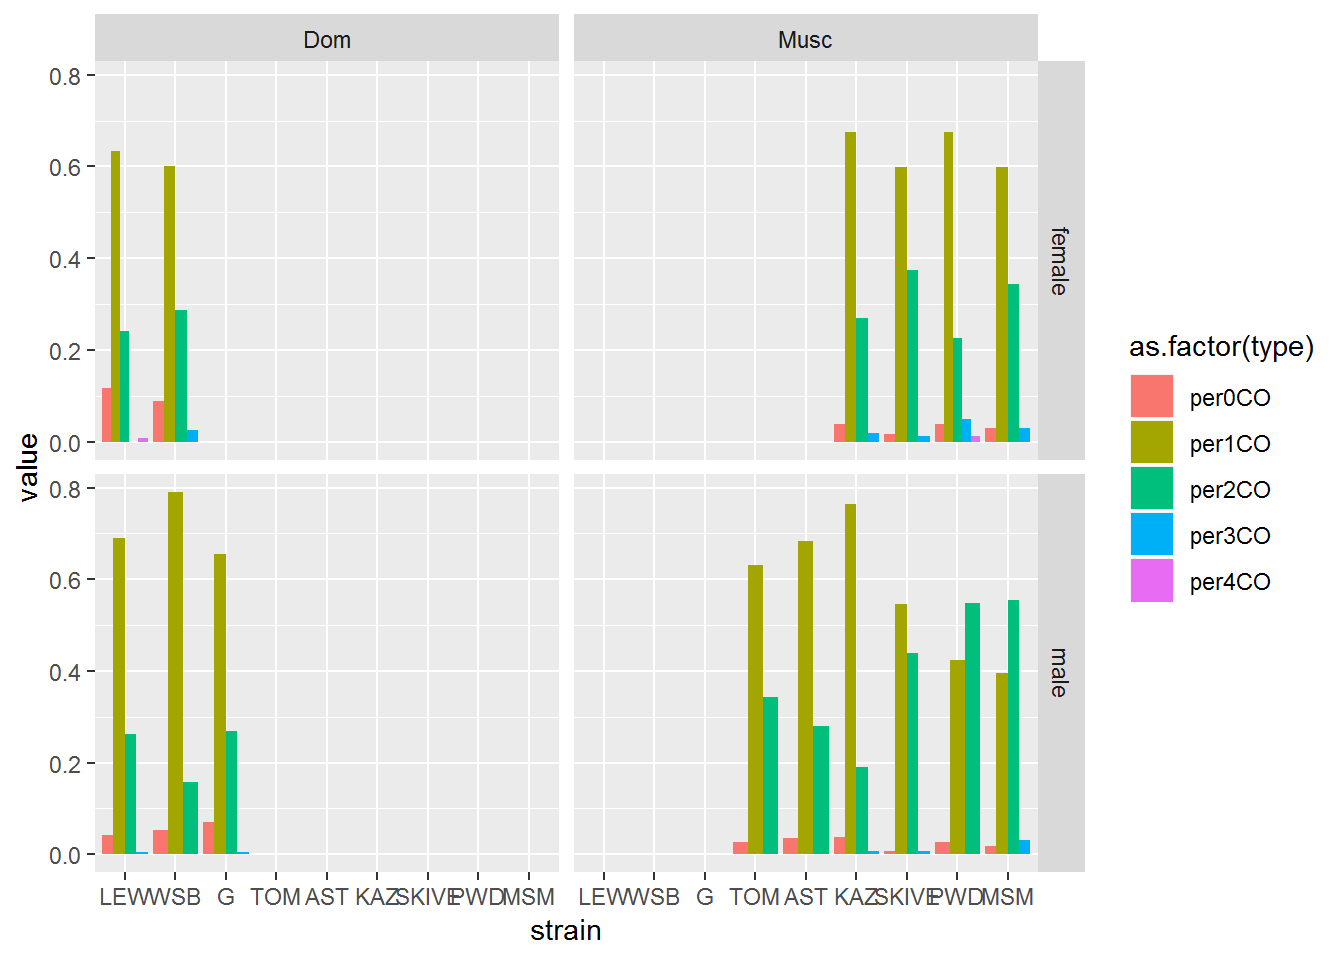 Dom Musc
0.8
0.6
0.4
0.2
0.0
female
0.8
0.6
0.4
0.2
0.0
male
value
LEW WSB G TOM AST KAZ SKIVE PWD MSM LEW WSB G TOM AST KAZ SKIVE PWD MSM
strain
as.factor(type)
per0CO
per1CO
per2CO
per3CO
per4CO